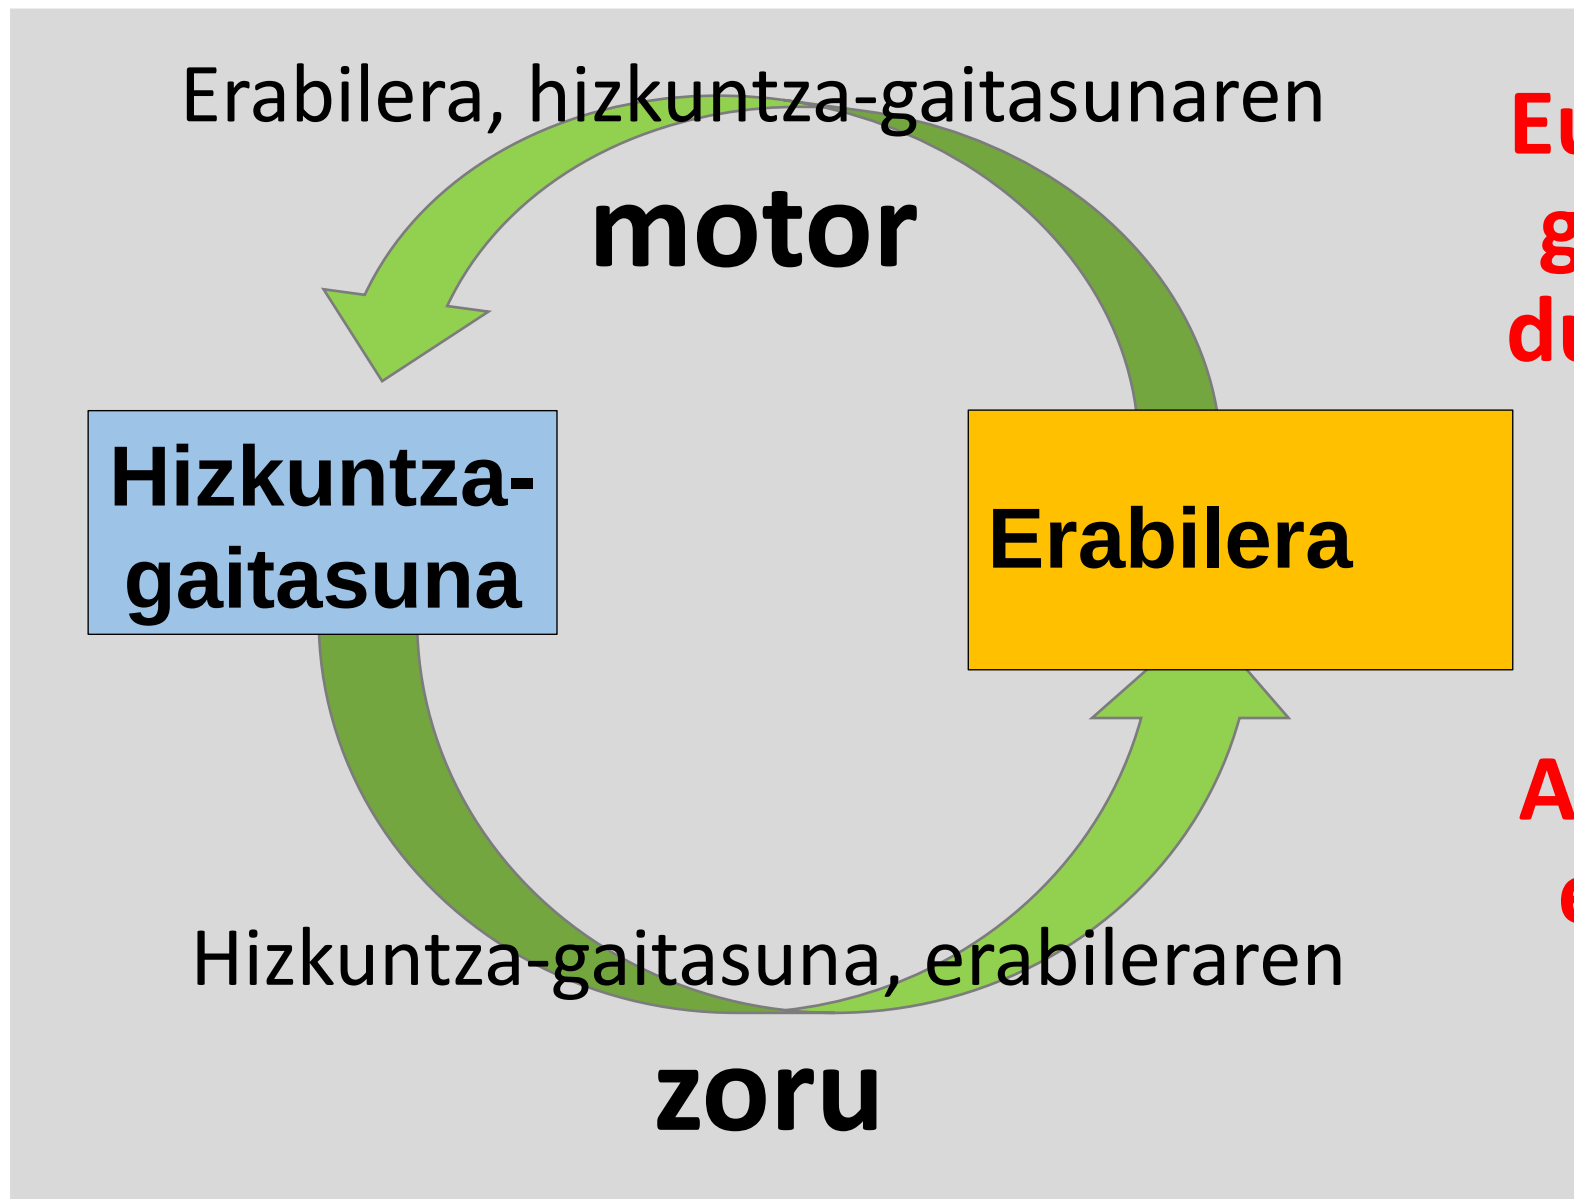 Erabilera, hizkuntza-gaitasunaren
motor
Hizkuntza-
gaitasuna
Erabilera
Hizkuntza-gaitasuna, erabileraren
zoru